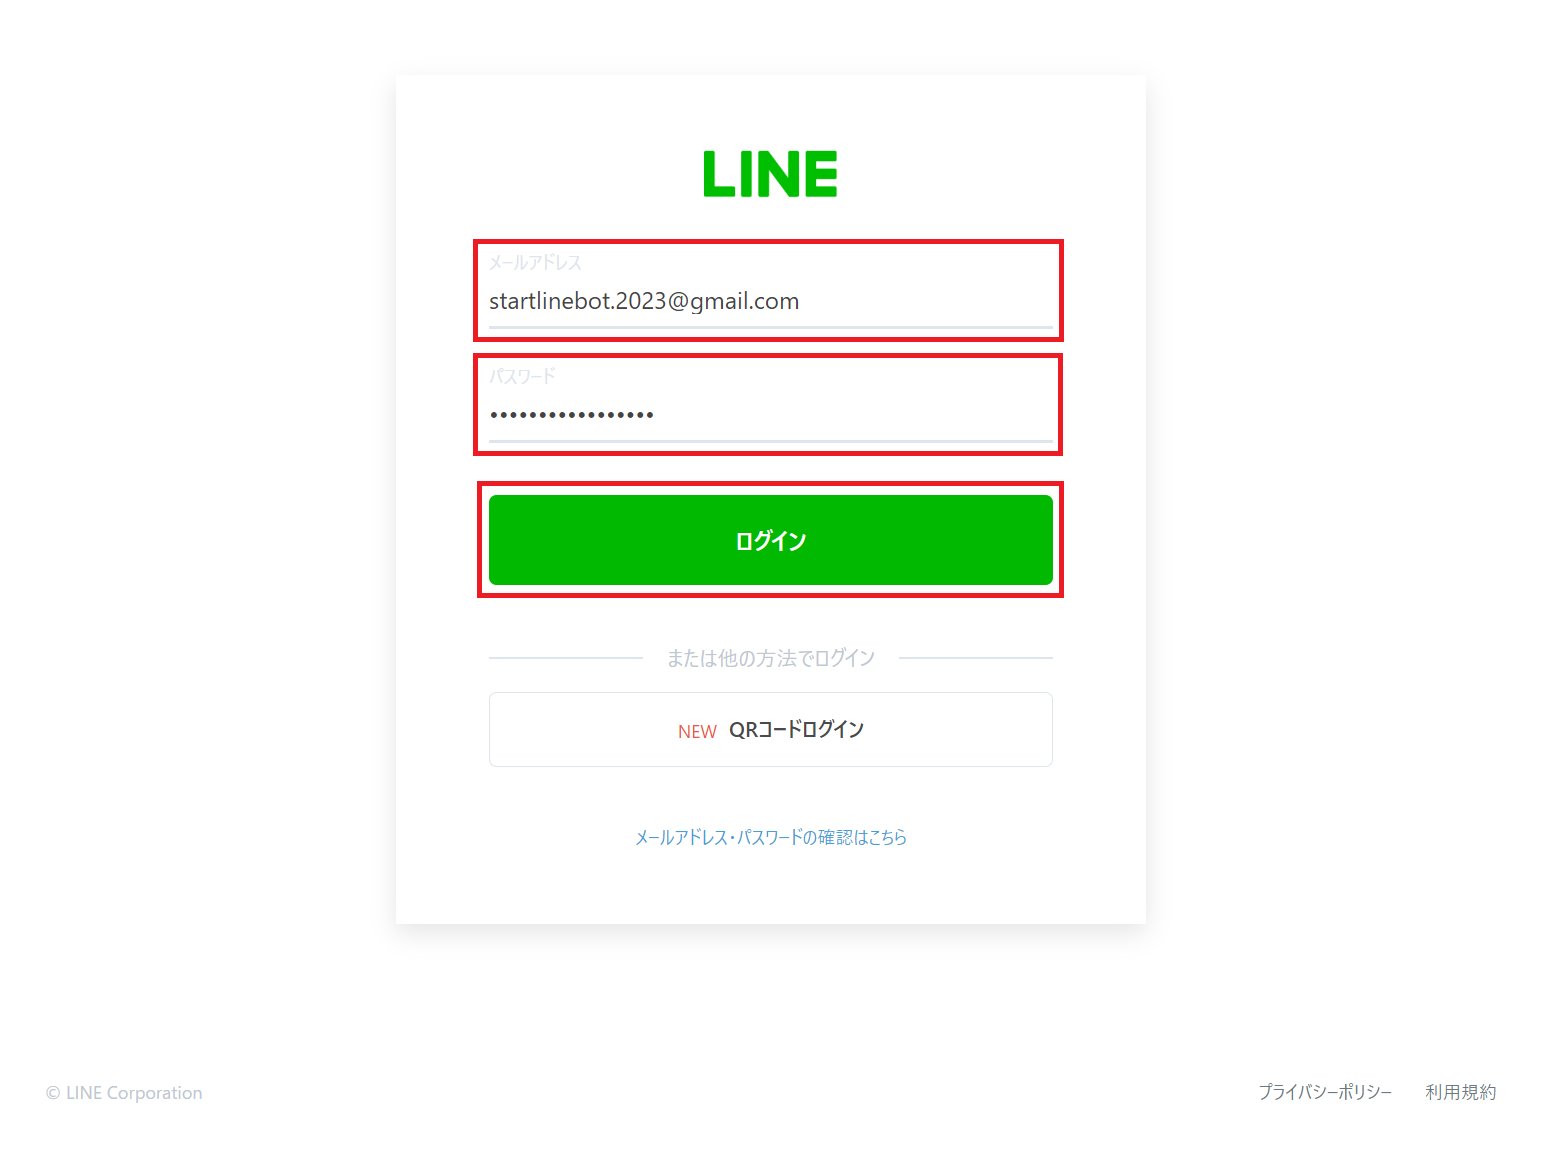 LINE
メールアドレス
startlinebot.2023@gmail.com
パスワード
•••••••••••••••••
ログイン
または他の方法でログイン
NEW QRコードログイン
メールアドレス・パスワードの確認はこちら
© LINE Corporation
プライバシーポリシー 利用規約